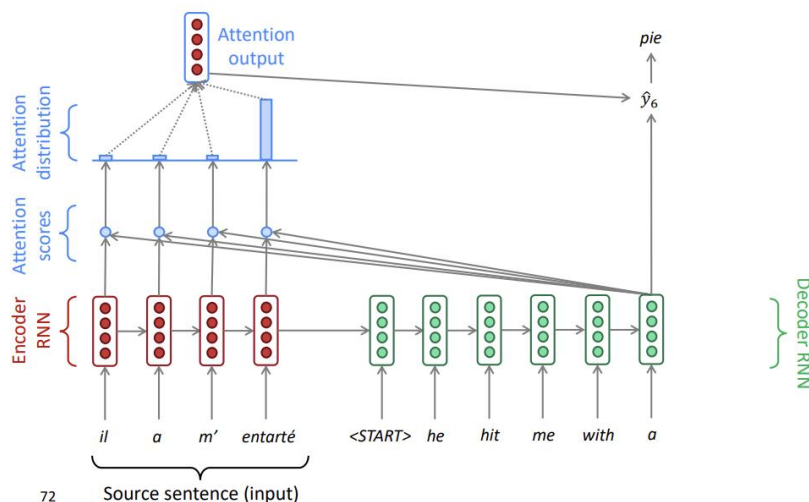 Attention
output
pie
ŷ₆
Attention
distribution
Attention
scores
Encoder
RNN
Decoder RNN
il a m' entarté <START> he hit me with a
Source sentence (input)
72